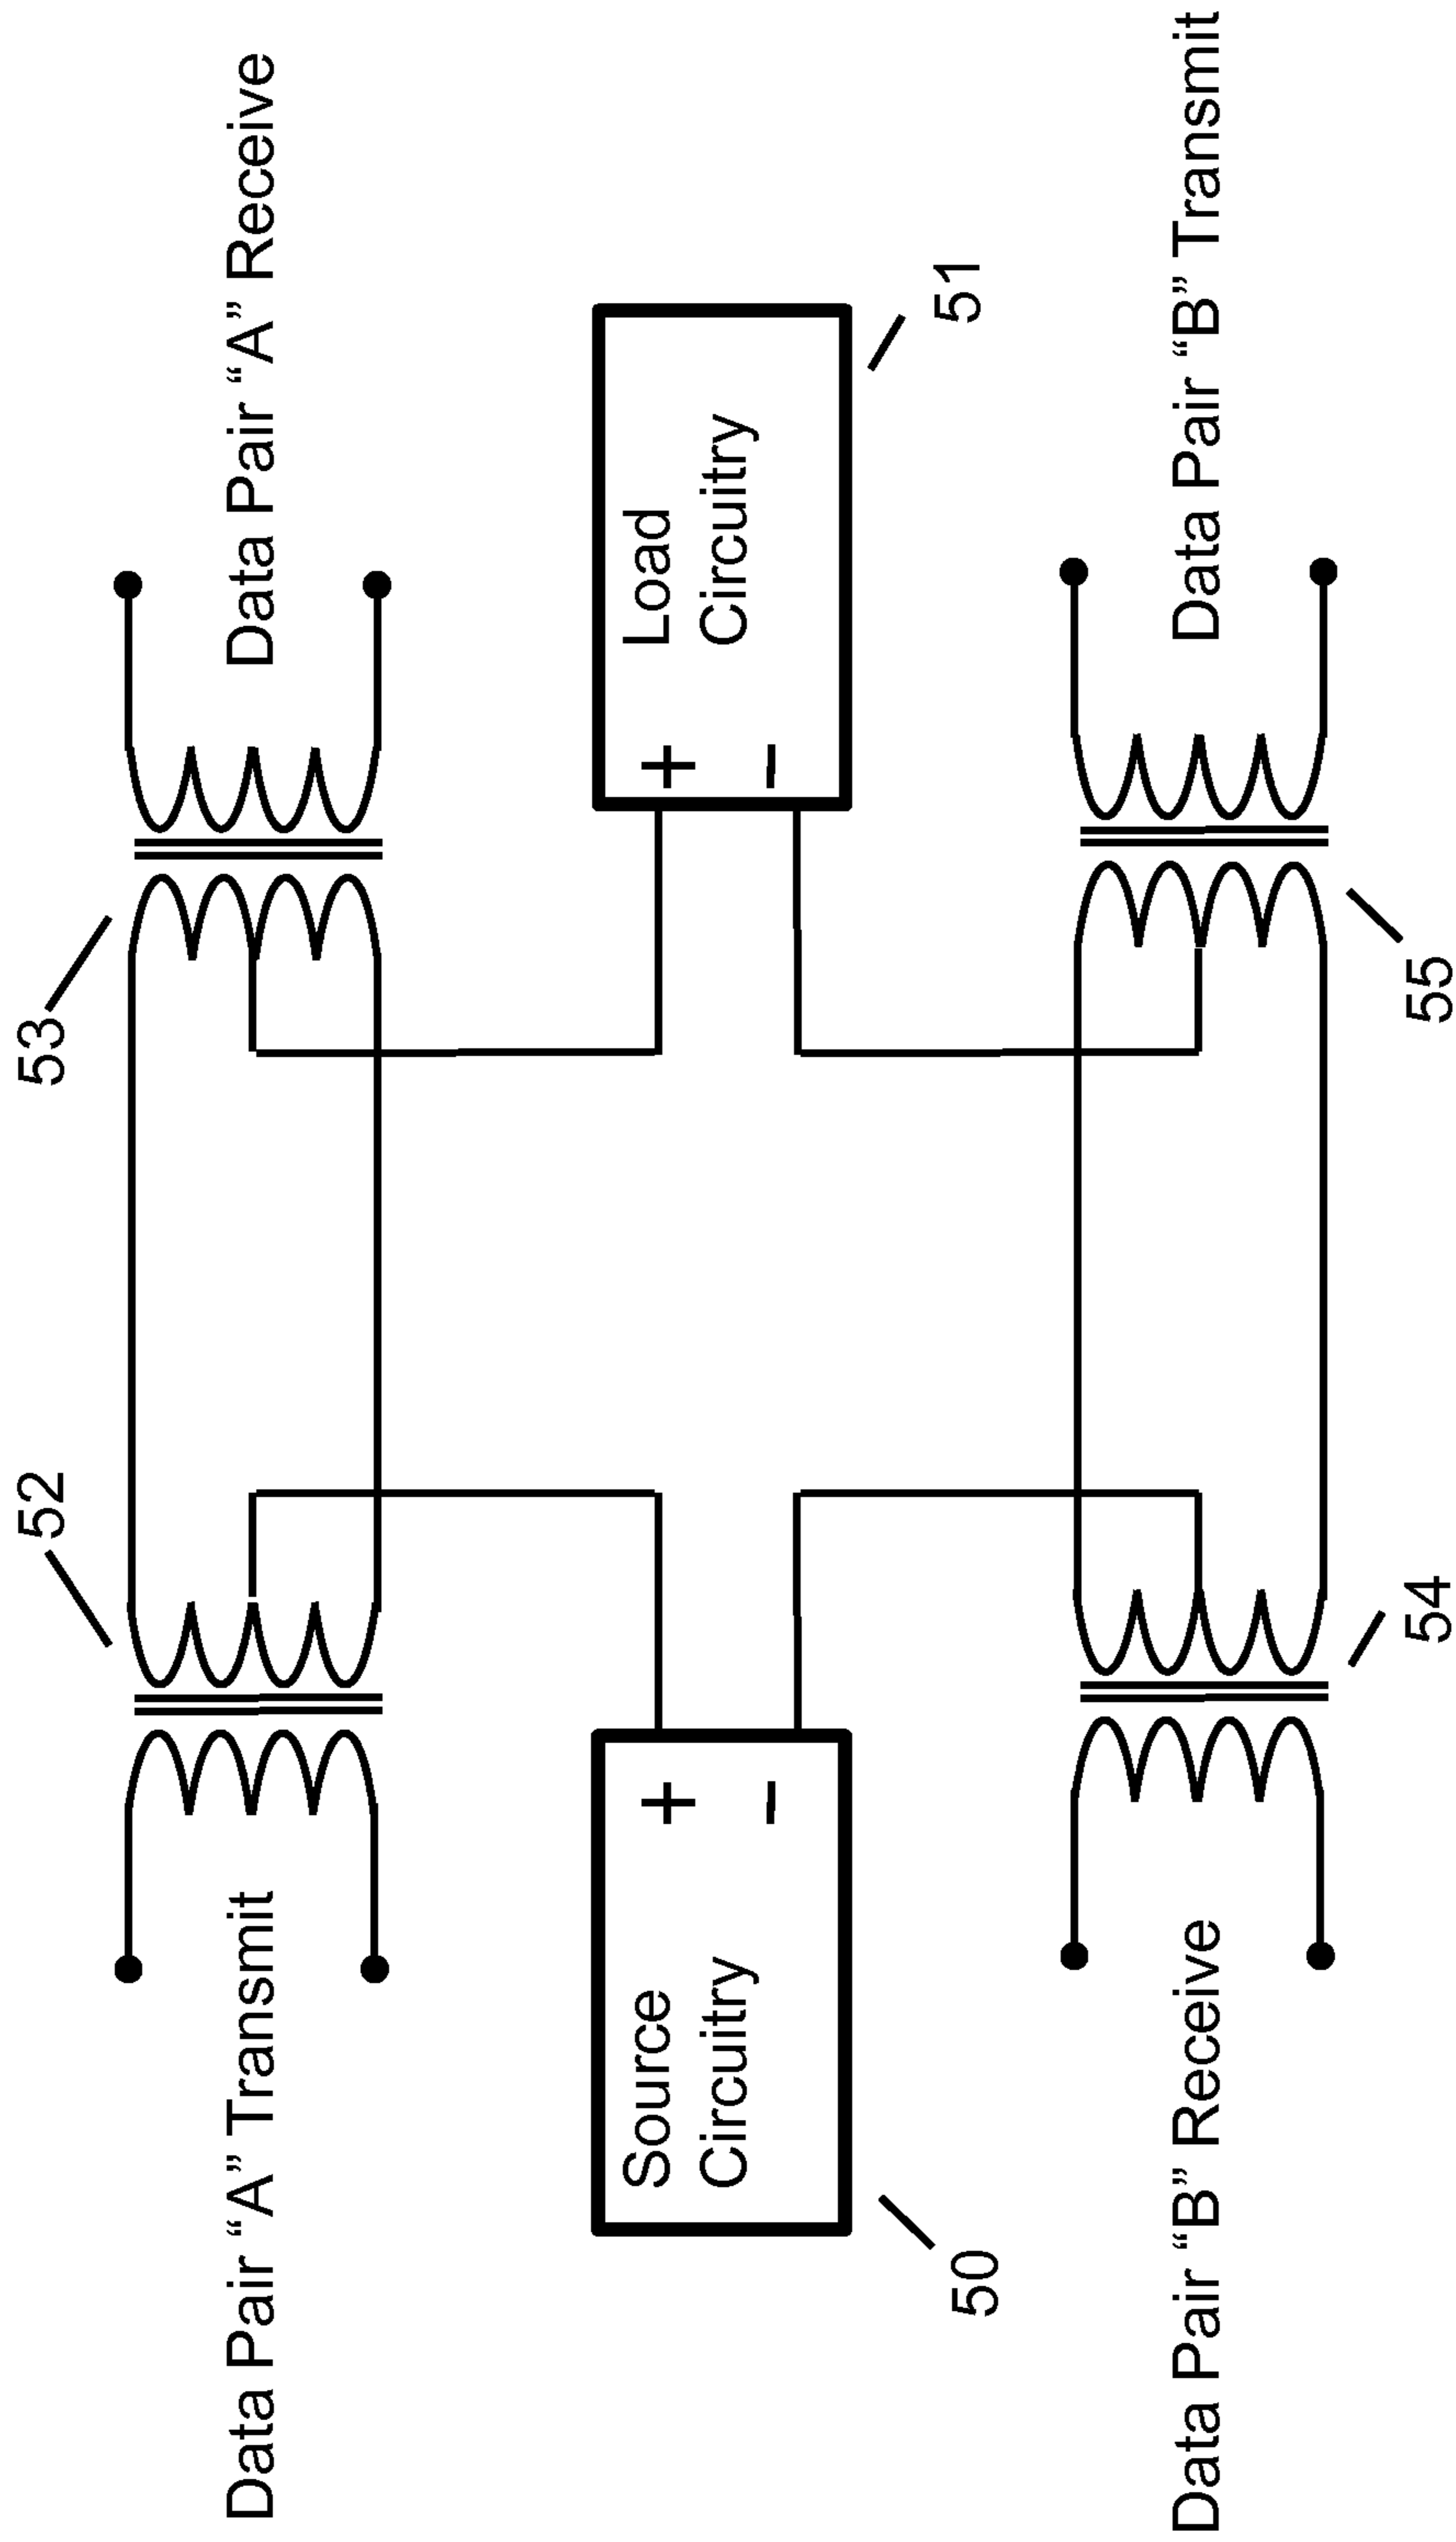 52
53
Data Pair “A” Transmit
Data Pair “A” Receive
Source
Circuitry
+
-
Load
Circuitry
+
-
50
51
Data Pair “B” Receive
Data Pair “B” Transmit
54
55